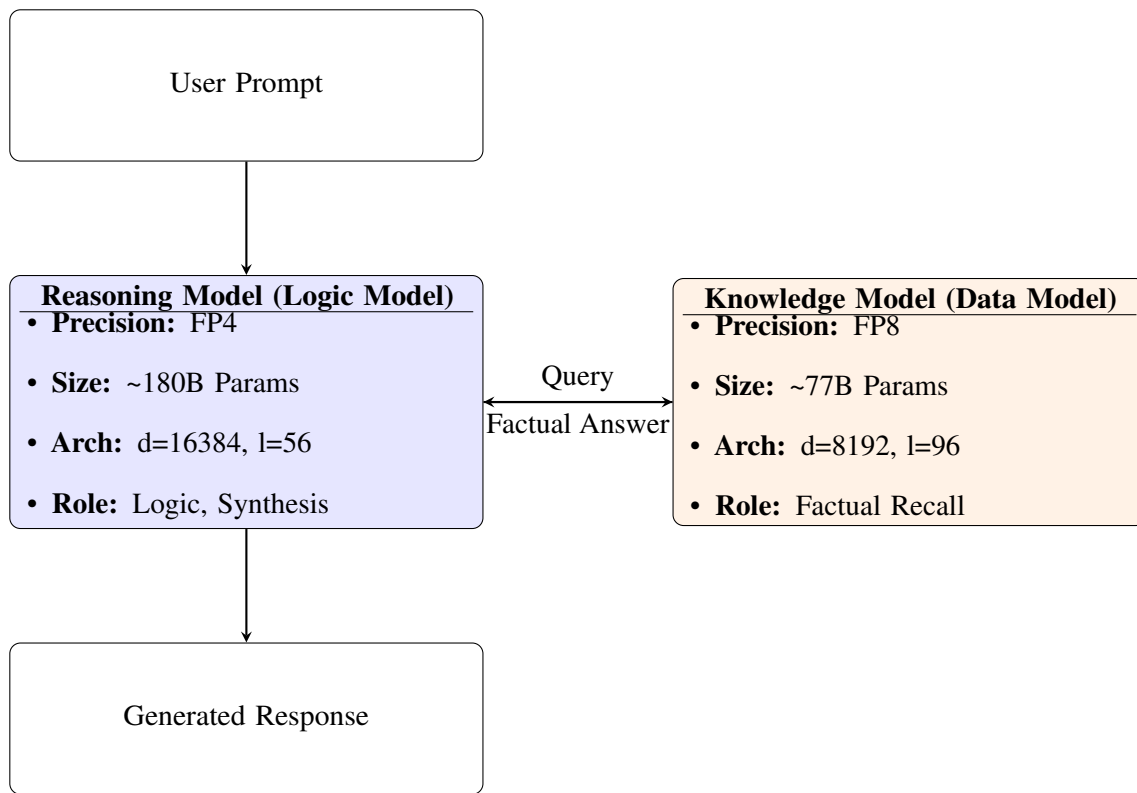 User Prompt
Reasoning Model (Logic Model)
• Precision: FP4
• Size: ~180B Params
• Arch: d=16384, l=56
• Role: Logic, Synthesis
Query
Factual Answer
Knowledge Model (Data Model)
• Precision: FP8
• Size: ~77B Params
• Arch: d=8192, l=96
• Role: Factual Recall
Generated Response